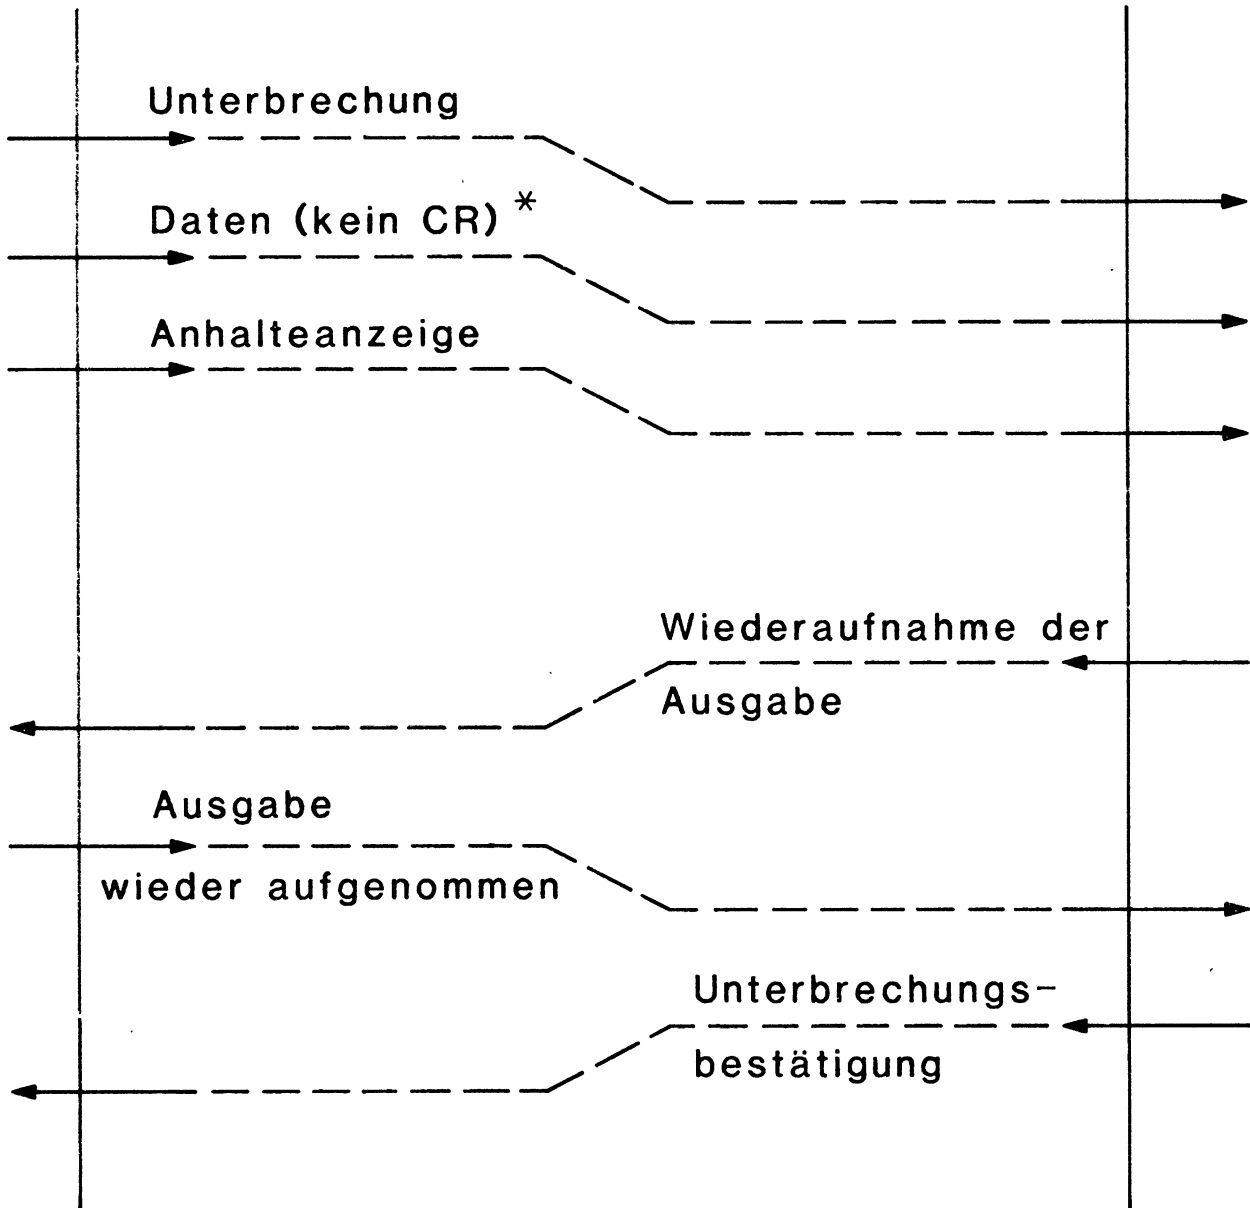 Unterbrechung
Daten (kein CR) *
Anhalteanzeige
Wiederaufnahme der
Ausgabe
Ausgabe
wieder aufgenommen
Unterbrechungs-
bestätigung